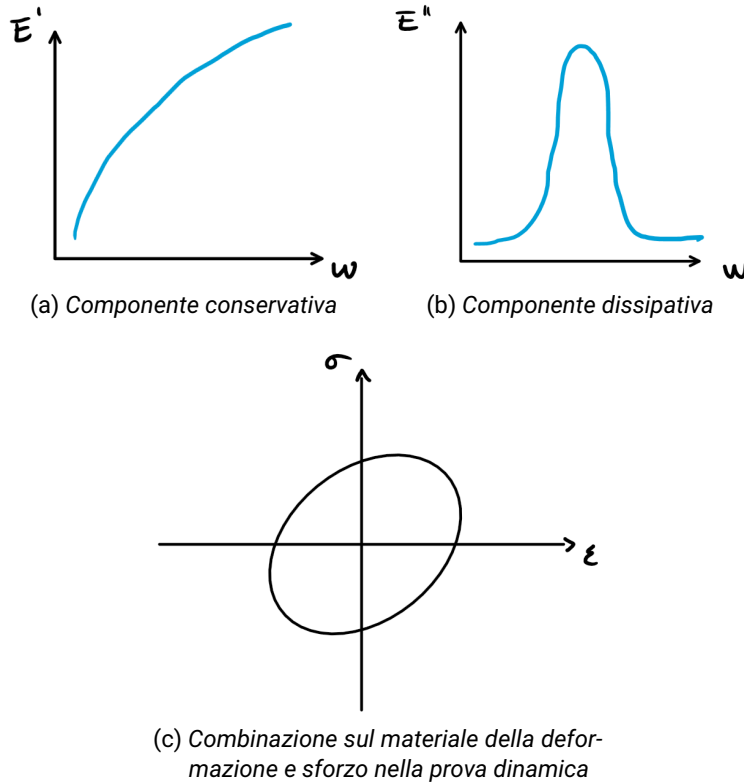 E'
ω
(a) Componente conservativa
E"
ω
(b) Componente dissipativa
σ
ε
(c) Combinazione sul materiale della defor-
mazione e sforzo nella prova dinamica